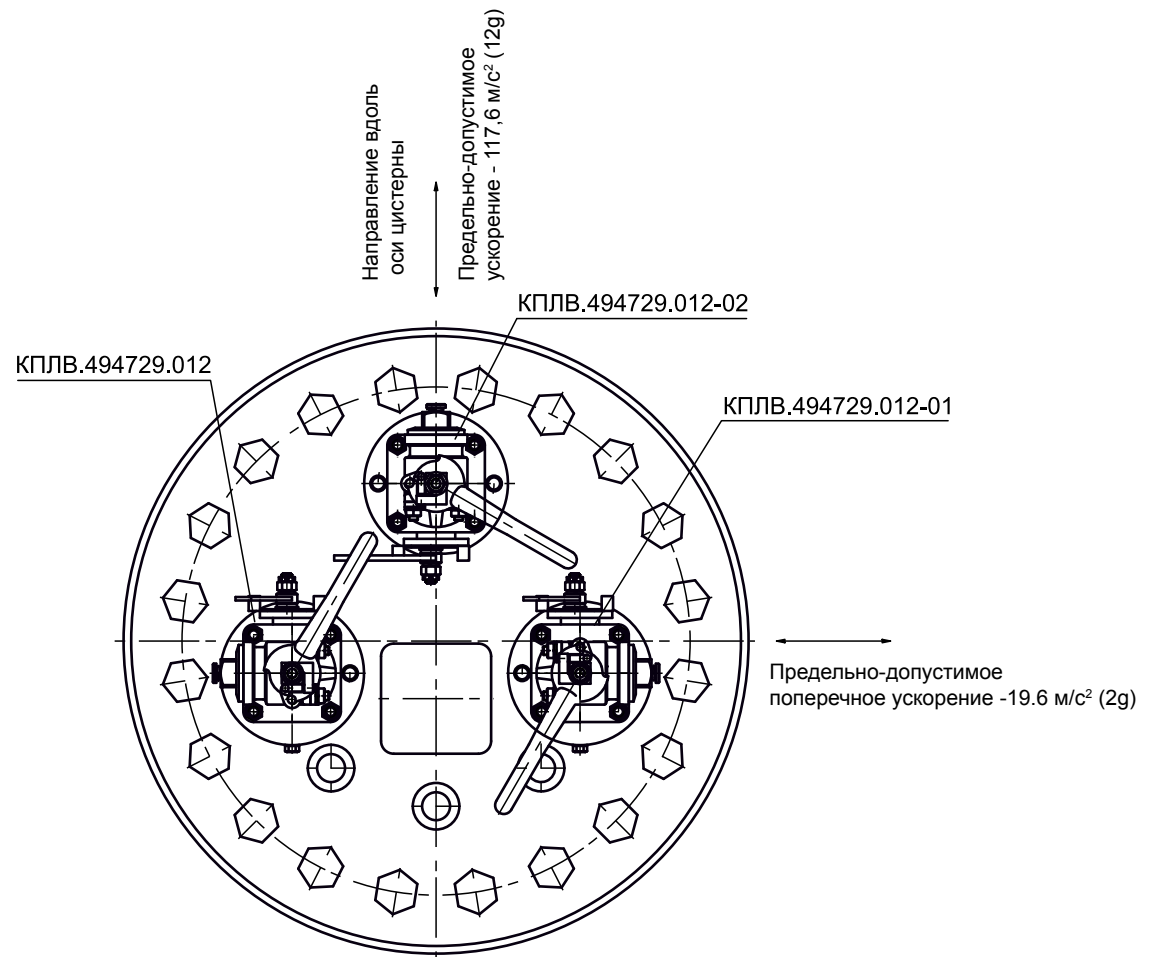 Направление вдоль
оси цистерны
Предельно-допустимое
ускорение - 117,6 м/с² (12g)
КПЛВ.494729.012-02
КПЛВ.494729.012
КПЛВ.494729.012-01
Предельно-допустимое
поперечное ускорение -19.6 м/с² (2g)